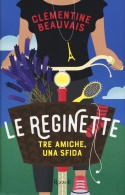 CLÉMENTINE
BEAUVAIS
LE REGINETTE
TRE AMICHE,
UNA SFIDA